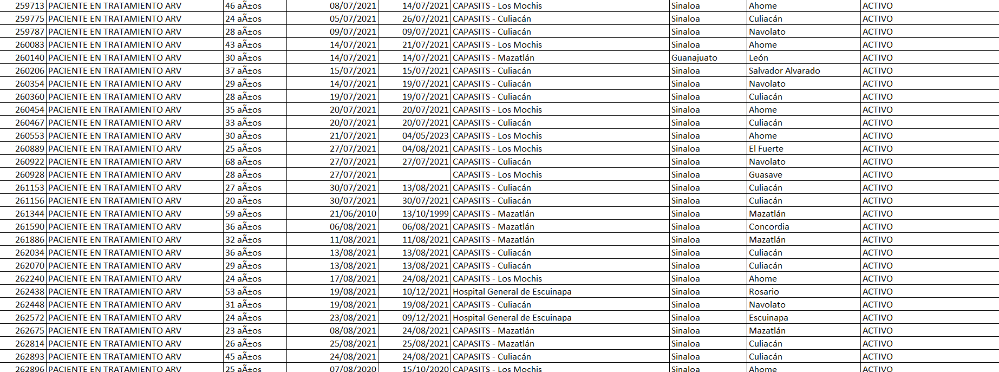 259713 PACIENTE EN TRATAMIENTO ARV 46 aÃ±os 08/07/2021 14/07/2021 CAPASITS - Los Mochis Sinaloa Ahome ACTIVO
259775 PACIENTE EN TRATAMIENTO ARV 24 aÃ±os 05/07/2021 26/07/2021 CAPASITS - Culiacán Sinaloa Culiacán ACTIVO
259787 PACIENTE EN TRATAMIENTO ARV 28 aÃ±os 09/07/2021 09/07/2021 CAPASITS - Culiacán Sinaloa Navolato ACTIVO
260083 PACIENTE EN TRATAMIENTO ARV 43 aÃ±os 14/07/2021 21/07/2021 CAPASITS - Los Mochis Sinaloa Ahome ACTIVO
260140 PACIENTE EN TRATAMIENTO ARV 30 aÃ±os 14/07/2021 14/07/2021 CAPASITS - Mazatlán Guanajuato León ACTIVO
260206 PACIENTE EN TRATAMIENTO ARV 37 aÃ±os 15/07/2021 15/07/2021 CAPASITS - Culiacán Sinaloa Salvador Alvarado ACTIVO
260354 PACIENTE EN TRATAMIENTO ARV 29 aÃ±os 14/07/2021 19/07/2021 CAPASITS - Culiacán Sinaloa Navolato ACTIVO
260360 PACIENTE EN TRATAMIENTO ARV 28 aÃ±os 19/07/2021 19/07/2021 CAPASITS - Culiacán Sinaloa Culiacán ACTIVO
260454 PACIENTE EN TRATAMIENTO ARV 35 aÃ±os 20/07/2021 20/07/2021 CAPASITS - Los Mochis Sinaloa Ahome ACTIVO
260467 PACIENTE EN TRATAMIENTO ARV 33 aÃ±os 20/07/2021 20/07/2021 CAPASITS - Culiacán Sinaloa Culiacán ACTIVO
260553 PACIENTE EN TRATAMIENTO ARV 30 aÃ±os 21/07/2021 04/05/2023 CAPASITS - Los Mochis Sinaloa Ahome ACTIVO
260889 PACIENTE EN TRATAMIENTO ARV 25 aÃ±os 27/07/2021 04/08/2021 CAPASITS - Los Mochis Sinaloa El Fuerte ACTIVO
260922 PACIENTE EN TRATAMIENTO ARV 68 aÃ±os 27/07/2021 27/07/2021 CAPASITS - Culiacán Sinaloa Navolato ACTIVO
260928 PACIENTE EN TRATAMIENTO ARV 28 aÃ±os 27/07/2021 CAPASITS - Los Mochis Sinaloa Guasave ACTIVO
261153 PACIENTE EN TRATAMIENTO ARV 27 aÃ±os 30/07/2021 13/08/2021 CAPASITS - Culiacán Sinaloa Culiacán ACTIVO
261156 PACIENTE EN TRATAMIENTO ARV 20 aÃ±os 30/07/2021 30/07/2021 CAPASITS - Culiacán Sinaloa Culiacán ACTIVO
261344 PACIENTE EN TRATAMIENTO ARV 59 aÃ±os 21/06/2010 13/10/1999 CAPASITS - Mazatlán Sinaloa Mazatlán ACTIVO
261590 PACIENTE EN TRATAMIENTO ARV 36 aÃ±os 06/08/2021 06/08/2021 CAPASITS - Mazatlán Sinaloa Concordia ACTIVO
261886 PACIENTE EN TRATAMIENTO ARV 32 aÃ±os 11/08/2021 11/08/2021 CAPASITS - Mazatlán Sinaloa Mazatlán ACTIVO
262034 PACIENTE EN TRATAMIENTO ARV 36 aÃ±os 13/08/2021 13/08/2021 CAPASITS - Culiacán Sinaloa Culiacán ACTIVO
262070 PACIENTE EN TRATAMIENTO ARV 29 aÃ±os 13/08/2021 13/08/2021 CAPASITS - Culiacán Sinaloa Culiacán ACTIVO
262240 PACIENTE EN TRATAMIENTO ARV 24 aÃ±os 17/08/2021 24/08/2021 CAPASITS - Los Mochis Sinaloa Ahome ACTIVO
262438 PACIENTE EN TRATAMIENTO ARV 53 aÃ±os 19/08/2021 10/12/2021 Hospital General de Escuinapa Sinaloa Rosario ACTIVO
262448 PACIENTE EN TRATAMIENTO ARV 31 aÃ±os 19/08/2021 19/08/2021 CAPASITS - Culiacán Sinaloa Navolato ACTIVO
262572 PACIENTE EN TRATAMIENTO ARV 24 aÃ±os 23/08/2021 09/12/2021 Hospital General de Escuinapa Sinaloa Escuinapa ACTIVO
262675 PACIENTE EN TRATAMIENTO ARV 23 aÃ±os 08/08/2021 24/08/2021 CAPASITS - Mazatlán Sinaloa Mazatlán ACTIVO
262814 PACIENTE EN TRATAMIENTO ARV 26 aÃ±os 25/08/2021 25/08/2021 CAPASITS - Mazatlán Sinaloa Culiacán ACTIVO
262893 PACIENTE EN TRATAMIENTO ARV 45 aÃ±os 24/08/2021 24/08/2021 CAPASITS - Culiacán Sinaloa Culiacán ACTIVO
262896 PACIENTE EN TRATAMIENTO ARV 25 aÃ±os 07/08/2020 15/10/2020 CAPASITS - Los Mochis Sinaloa Ahome ACTIVO